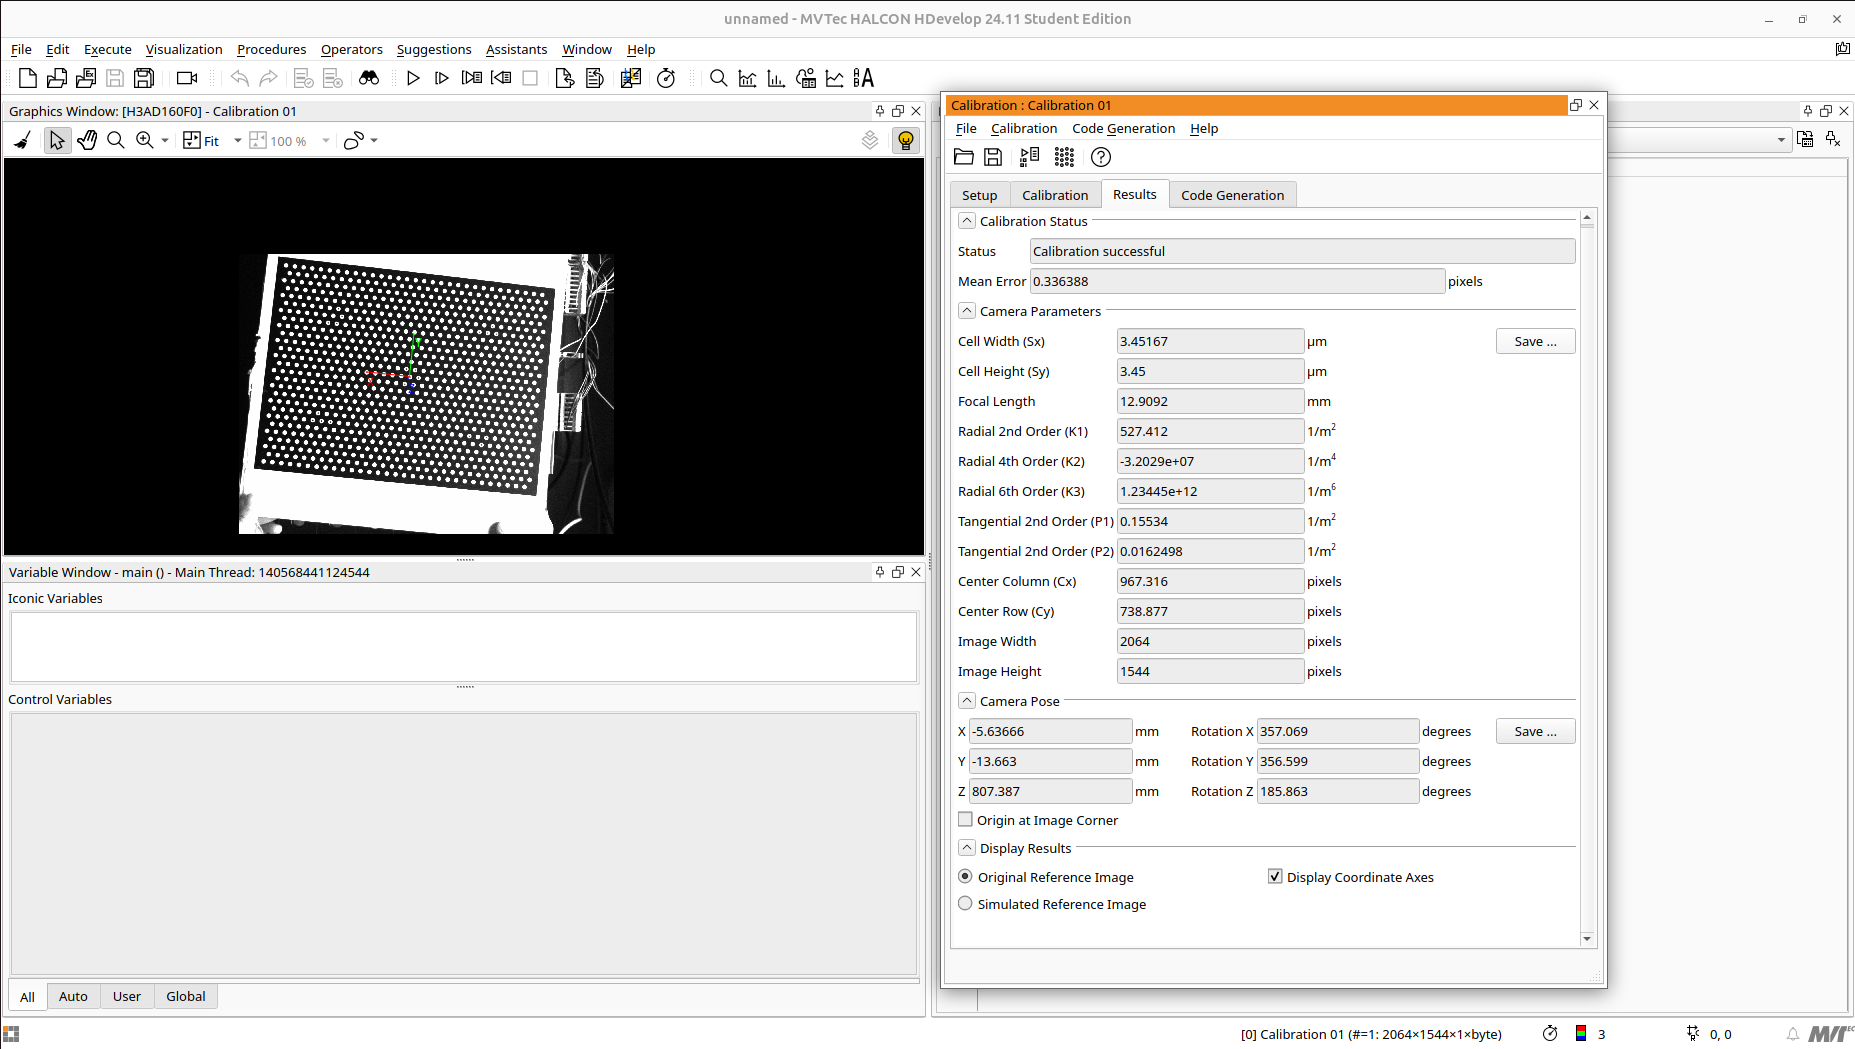 unnamed - MVTec HALCON HDevelop 24.11 Student Edition
File Edit Execute Visualization Procedures Operators Suggestions Assistants Window Help
Graphics Window: [H3AD160F0] - Calibration 01
Fit 100 %
Variable Window - main () - Main Thread: 140568441124544
Iconic Variables
Control Variables
All Auto User Global
Calibration : Calibration 01
File Calibration Code Generation Help
Setup Calibration Results Code Generation
Calibration Status
Status Calibration successful
Mean Error 0.336388 pixels
Camera Parameters
Cell Width (Sx) 3.45167 µm Save ...
Cell Height (Sy) 3.45 µm
Focal Length 12.9092 mm
Radial 2nd Order (K1) 527.412 1/m²
Radial 4th Order (K2) -3.2029e+07 1/m⁴
Radial 6th Order (K3) 1.23445e+12 1/m⁶
Tangential 2nd Order (P1) 0.15534 1/m²
Tangential 2nd Order (P2) 0.0162498 1/m²
Center Column (Cx) 967.316 pixels
Center Row (Cy) 738.877 pixels
Image Width 2064 pixels
Image Height 1544 pixels
Camera Pose
X -5.63666 mm Rotation X 357.069 degrees Save ...
Y -13.663 mm Rotation Y 356.599 degrees
Z 807.387 mm Rotation Z 185.863 degrees
Origin at Image Corner
Display Results
Original Reference Image Display Coordinate Axes
Simulated Reference Image
[0] Calibration 01 (#=1: 2064×1544×1×byte) 3 0, 0